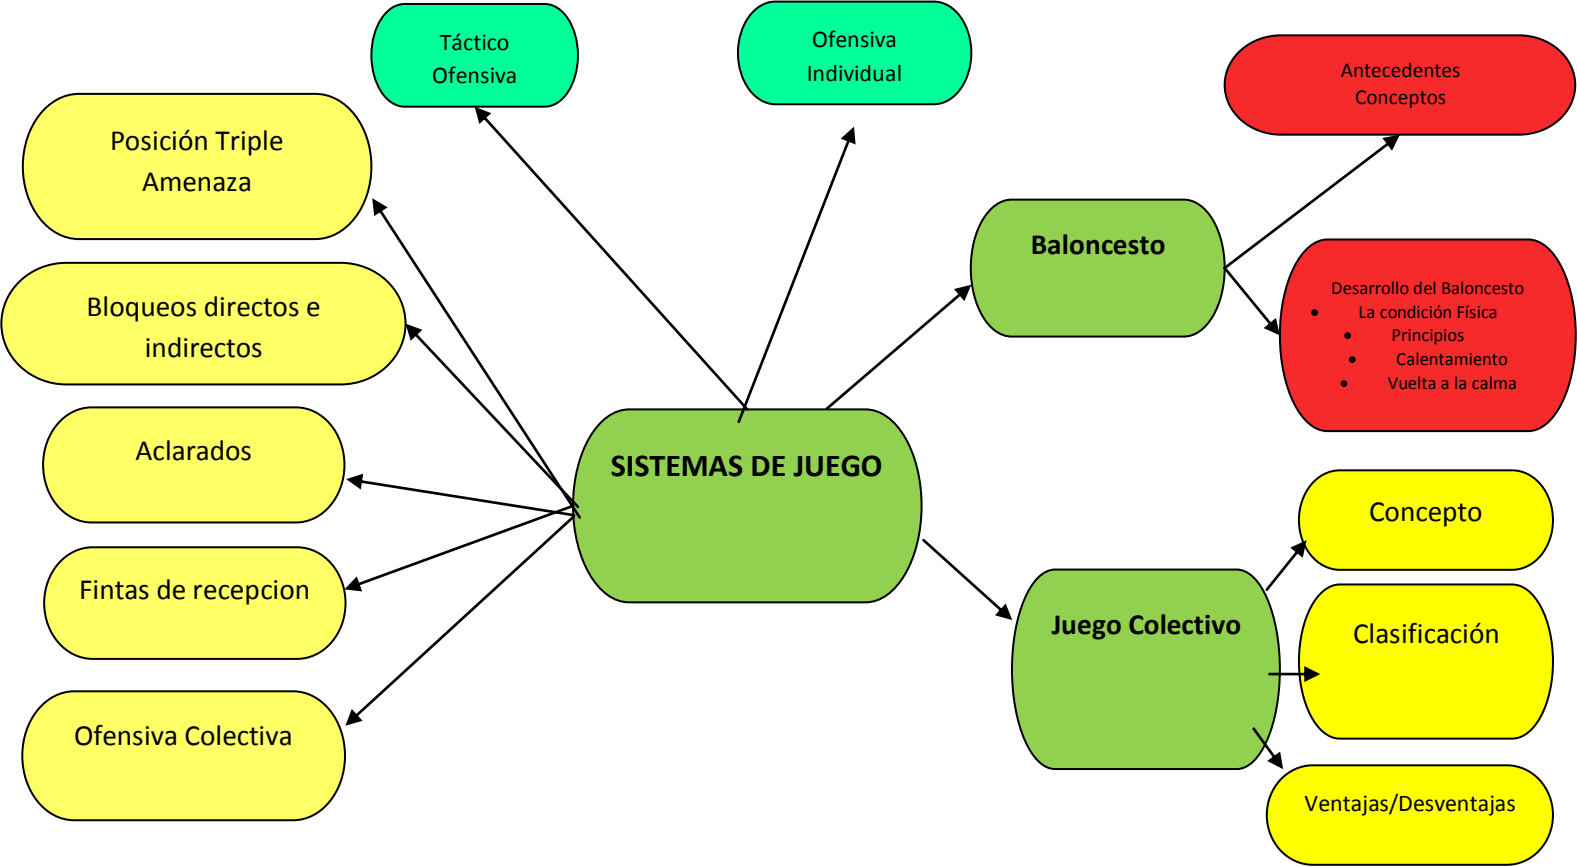 Táctico
Ofensiva
Ofensiva
Individual
Antecedentes
Conceptos
Posición Triple
Amenaza
Baloncesto
Bloqueos directos e
indirectos
Desarrollo del Baloncesto
• La condición Física
• Principios
• Calentamiento
• Vuelta a la calma
Aclarados
SISTEMAS DE JUEGO
Concepto
Fintas de recepcion
Juego Colectivo
Clasificación
Ofensiva Colectiva
Ventajas/Desventajas